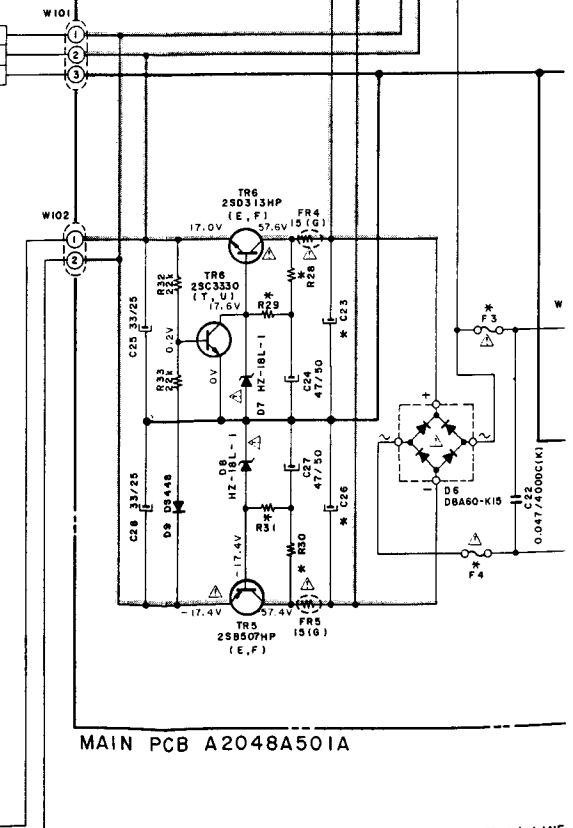 W101
1
2
3
W102
1
2
TR6
2SD313HP
(E, F)
17.0V
57.6V
FR4
15(G)
R32
22k
TR8
2SC3330
(T, U)
17.6V
*
R29
*
R28
C25 33/25
0.2V
R33
22k
0V
D7 HZ-18L-1
C24
47/50
* C23
*
F3
W
+
~
~
-
D6
DBA60-K15
C22
0.047/400DC(K)
D8
HZ-18L-1
C27
47/50
C28 33/25
D9 DS448
R31
*
* R30
* C26
-17.4V
-17.4V
57.4V
TR5
2SB507HP
(E,F)
FR5
15(G)
*
F4
MAIN PCB A2048A501A